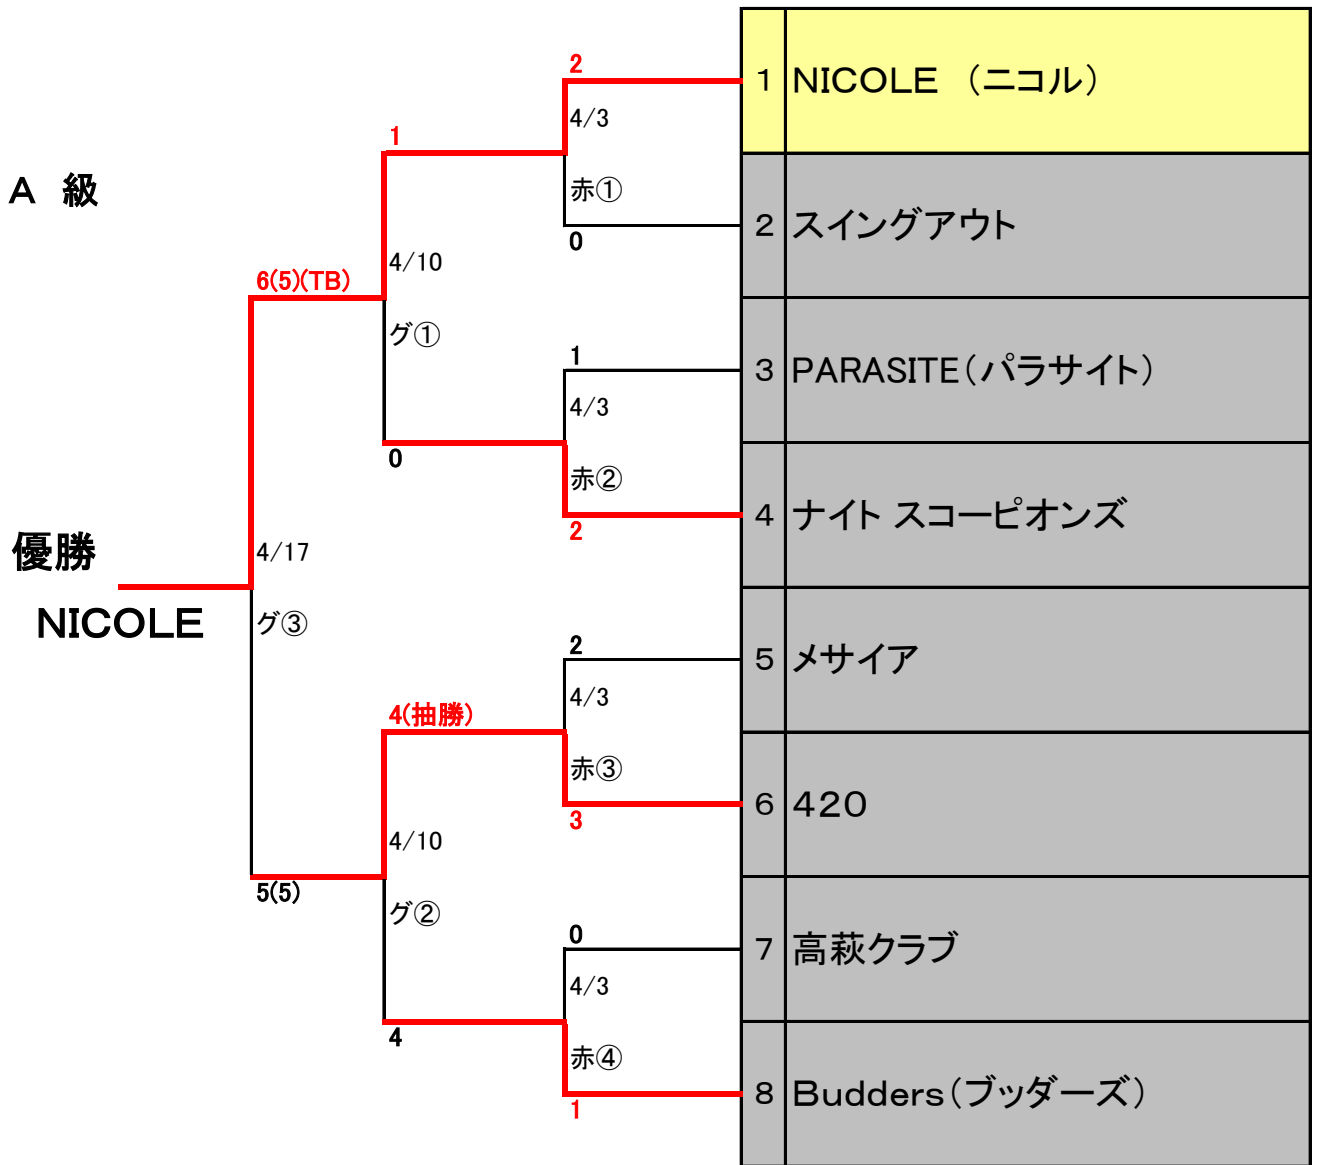 A 級
優勝
NICOLE
6(5)(TB)
4/17
グ③
5(5)
1
4/10
グ①
0
4(抽勝)
4/10
グ②
4
2
4/3
赤①
0
1
4/3
赤②
2
2
4/3
赤③
3
0
4/3
赤④
1
1 NICOLE (ニコル)
2 スイングアウト
3 PARASITE(パラサイト)
4 ナイト スコーピオンズ
5 メサイア
6 420
7 高萩クラブ
8 Budders(ブッダーズ)